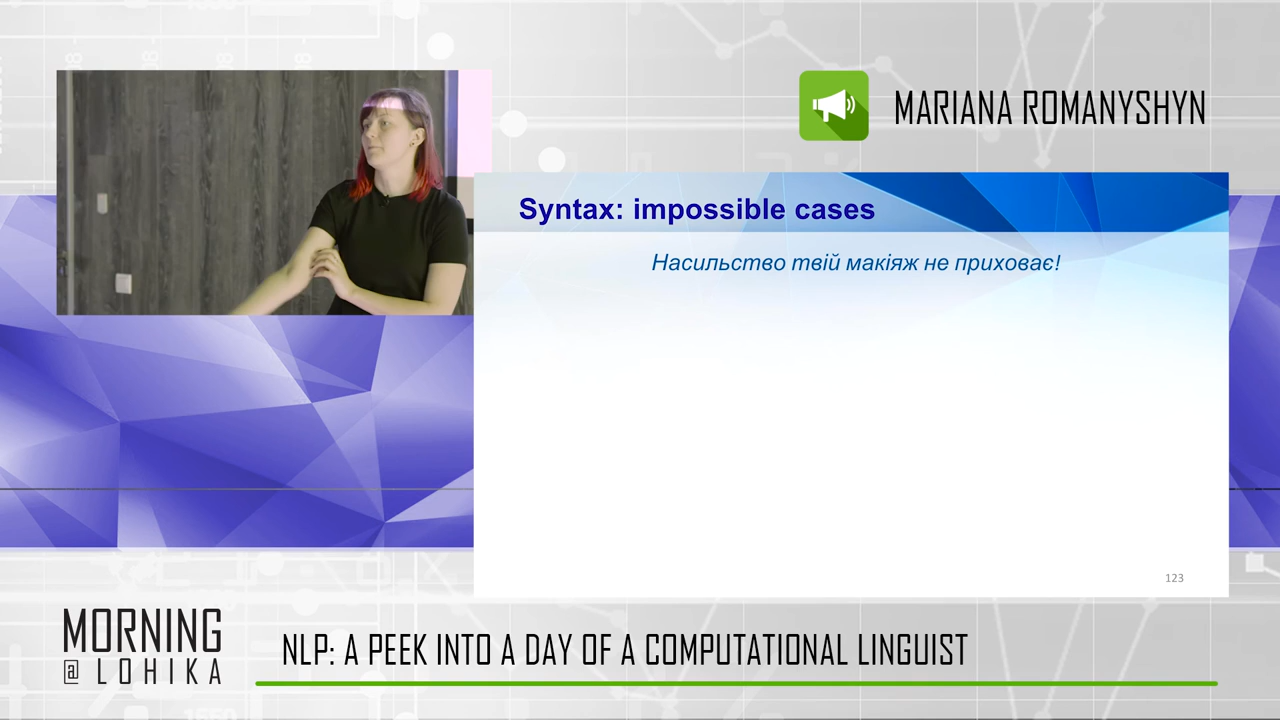 MARIANA ROMANYSHYN
Syntax: impossible cases
Насильство твій макіяж не приховає!
123
MORNING
@ LOHIKA
NLP: A PEEK INTO A DAY OF A COMPUTATIONAL LINGUIST